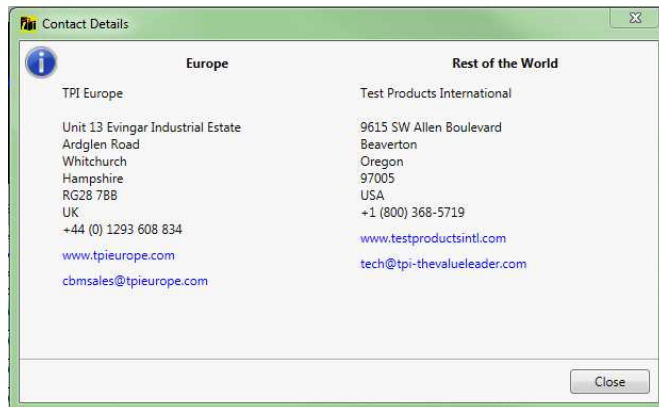 Contact Details
Europe
TPI Europe
Unit 13 Evingar Industrial Estate
Ardglen Road
Whitchurch
Hampshire
RG28 7BB
UK
+44 (0) 1293 608 834
www.tpieurope.com
cbmsales@tpieurope.com
Rest of the World
Test Products International
9615 SW Allen Boulevard
Beaverton
Oregon
97005
USA
+1 (800) 368-5719
www.testproductsintl.com
tech@tpi-thevalueleader.com
Close